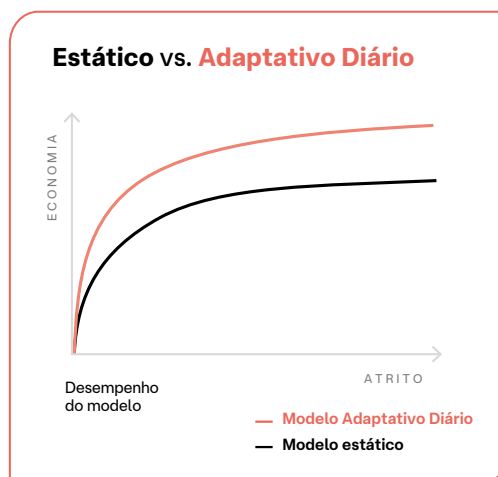 Estático vs. Adaptativo Diário
ECONOMIA
ATRITO
Desempenho
do modelo
Modelo Adaptativo Diário
Modelo estático